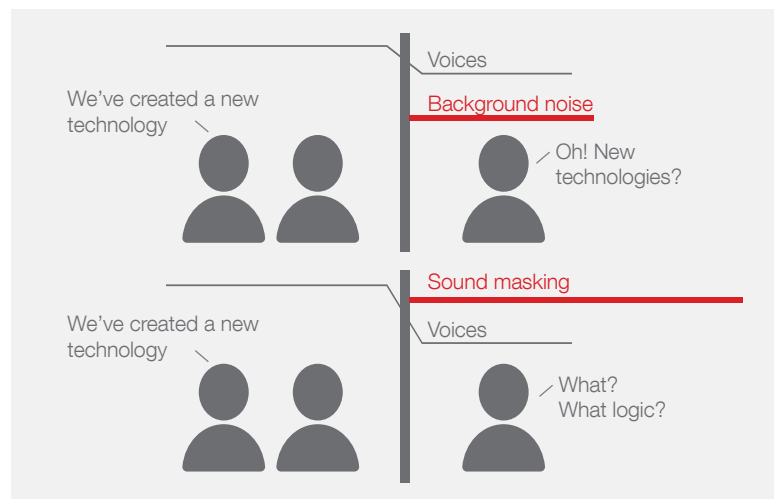 Voices
We’ve created a new
technology
Background noise
Oh! New
technologies?
Sound masking
We’ve created a new
technology
Voices
What?
What logic?